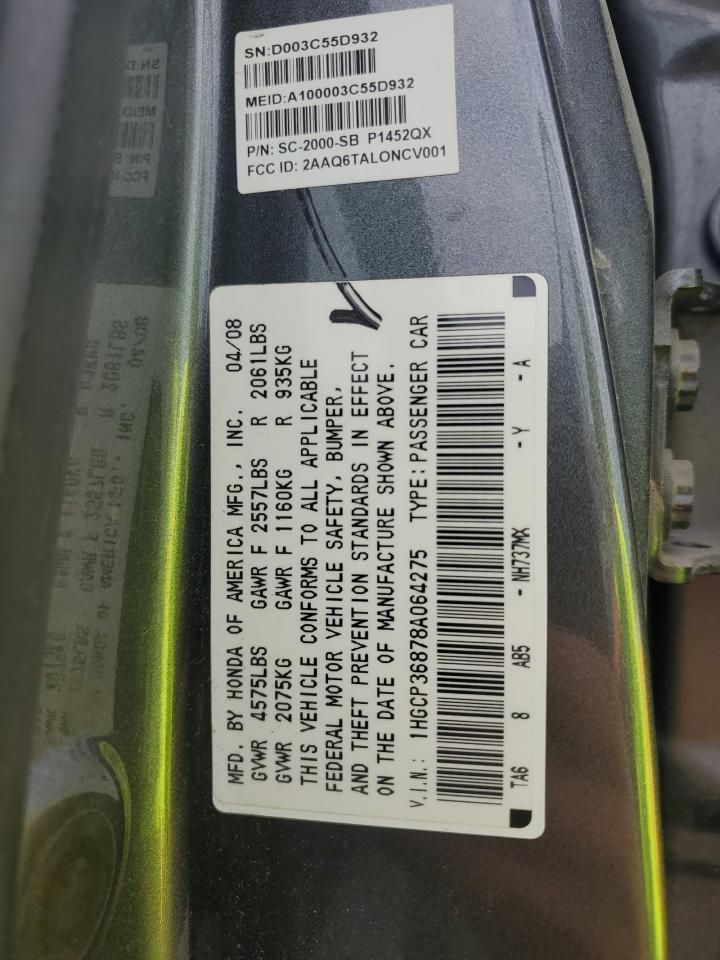 SN:D003C55D932
MEID:A100003C55D932
P/N: SC-2000-SB P1452QX
FCC ID: 2AAQ6TALONCV001
MFD. BY HONDA OF AMERICA MFG., INC. 04/08
GVWR 4575LBS GAWR F 2557LBS R 2061LBS
GVWR 2075KG GAWR F 1160KG R 935KG
THIS VEHICLE CONFORMS TO ALL APPLICABLE
FEDERAL MOTOR VEHICLE SAFETY, BUMPER,
AND THEFT PREVENTION STANDARDS IN EFFECT
ON THE DATE OF MANUFACTURE SHOWN ABOVE.
V.I.N.: 1HGCP36878A064275 TYPE: PASSENGER CAR
TA6 8 AB5 - NH737MX - Y - A